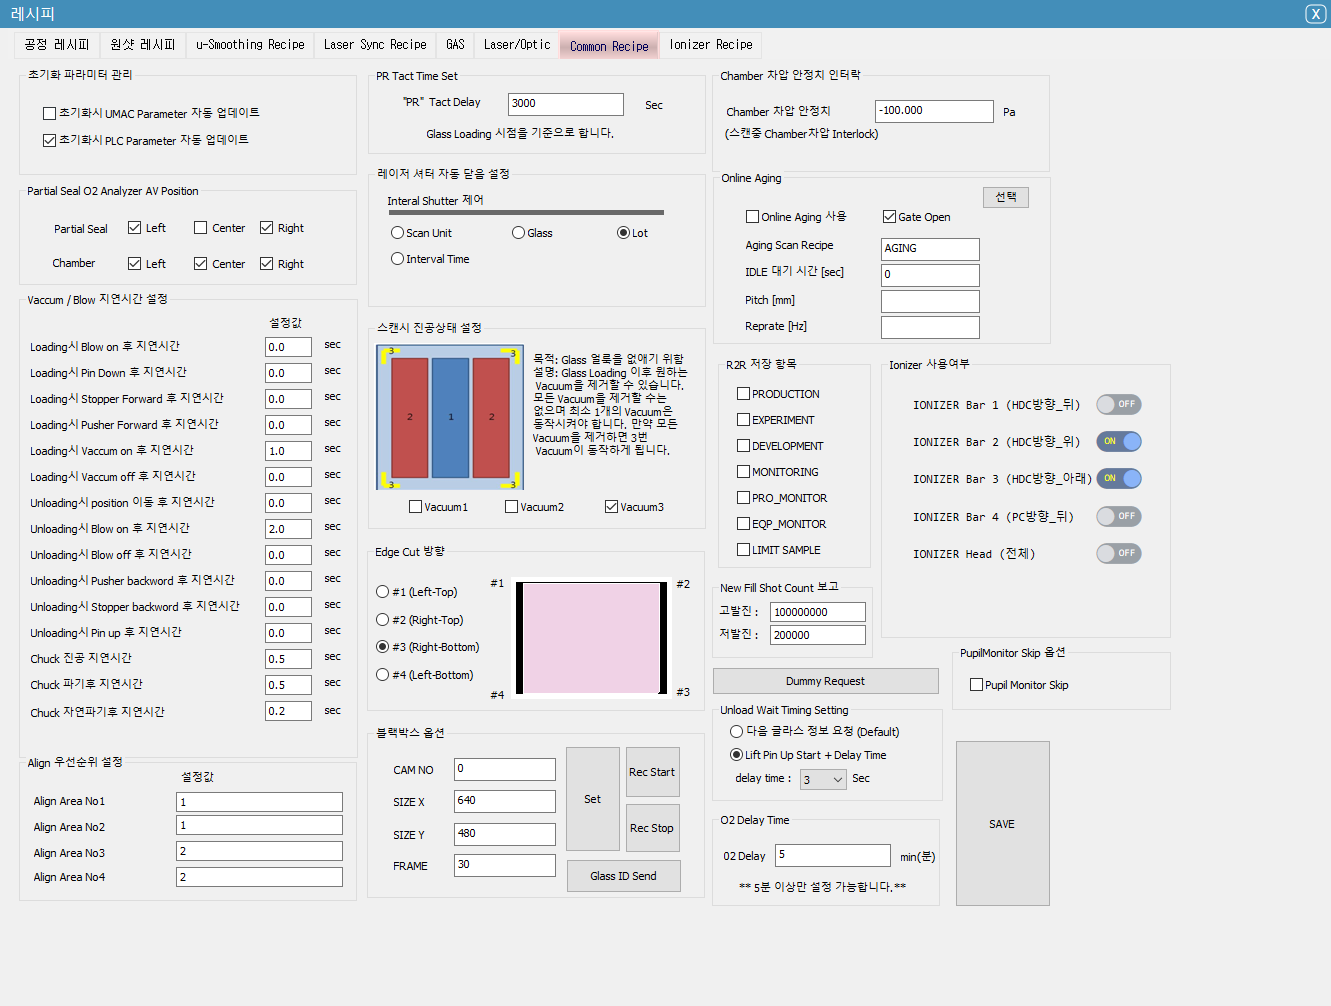 레시피
X
공정 레시피
원샷 레시피
u-Smoothing Recipe
Laser Sync Recipe
GAS
Laser/Optic
Common Recipe
Ionizer Recipe
초기화 파라미터 관리
초기화시 UMAC Parameter 자동 업데이트
초기화시 PLC Parameter 자동 업데이트
Partial Seal O2 Analyzer AV Position
Partial Seal
Left
Center
Right
Chamber
Left
Center
Right
Vaccum / Blow 지연시간 설정
설정값
Loading시 Blow on 후 지연시간 0.0 sec
Loading시 Pin Down 후 지연시간 0.0 sec
Loading시 Stopper Forward 후 지연시간 0.0 sec
Loading시 Pusher Forward 후 지연시간 0.0 sec
Loading시 Vaccum on 후 지연시간 1.0 sec
Loading시 Vaccum off 후 지연시간 0.0 sec
Unloading시 position 이동 후 지연시간 0.0 sec
Unloading시 Blow on 후 지연시간 2.0 sec
Unloading시 Blow off 후 지연시간 0.0 sec
Unloading시 Pusher backword 후 지연시간 0.0 sec
Unloading시 Stopper backword 후 지연시간 0.0 sec
Unloading시 Pin up 후 지연시간 0.0 sec
Chuck 진공 지연시간 0.5 sec
Chuck 파기후 지연시간 0.5 sec
Chuck 자연파기후 지연시간 0.2 sec
Align 우선순위 설정
설정값
Align Area No1 1
Align Area No2 1
Align Area No3 2
Align Area No4 2
PR Tact Time Set
"PR" Tact Delay 3000 Sec
Glass Loading 시점을 기준으로 합니다.
레이저 셔터 자동 닫음 설정
Interal Shutter 제어
Scan Unit
Glass
Lot
Interval Time
스캔시 진공상태 설정
3
3
2
1
2
3
3
목적: Glass 얼룩을 없애기 위함
설명: Glass Loading 이후 원하는
Vacuum을 제거할 수 있습니다.
모든 Vacuum을 제거할 수는
없으며 최소 1개의 Vacuum은
동작시켜야 합니다. 만약 모든
Vacuum을 제거하면 3번
Vacuum이 동작하게 됩니다.
Vacuum1
Vacuum2
Vacuum3
Edge Cut 방향
#1 (Left-Top)
#2 (Right-Top)
#3 (Right-Bottom)
#4 (Left-Bottom)
#1
#2
#4
#3
블랙박스 옵션
CAM NO 0
SIZE X 640
SIZE Y 480
FRAME 30
Set
Rec Start
Rec Stop
Glass ID Send
Chamber 차압 안정치 인터락
Chamber 차압 안정치 -100.000 Pa
(스캔중 Chamber차압 Interlock)
Online Aging
선택
Online Aging 사용
Gate Open
Aging Scan Recipe AGING
IDLE 대기 시간 [sec] 0
Pitch [mm]
Reprate [Hz]
R2R 저장 항목
PRODUCTION
EXPERIMENT
DEVELOPMENT
MONITORING
PRO_MONITOR
EQP_MONITOR
LIMIT SAMPLE
Ionizer 사용여부
IONIZER Bar 1 (HDC방향_뒤) OFF
IONIZER Bar 2 (HDC방향_위) ON
IONIZER Bar 3 (HDC방향_아래) ON
IONIZER Bar 4 (PC방향_뒤) OFF
IONIZER Head (전체) OFF
New Fill Shot Count 보고
고발진 : 100000000
저발진 : 200000
Dummy Request
PupilMonitor Skip 옵션
Pupil Monitor Skip
Unload Wait Timing Setting
다음 글라스 정보 요청 (Default)
Lift Pin Up Start + Delay Time
delay time : 3 Sec
O2 Delay Time
02 Delay 5 min(분)
** 5분 이상만 설정 가능합니다.**
SAVE